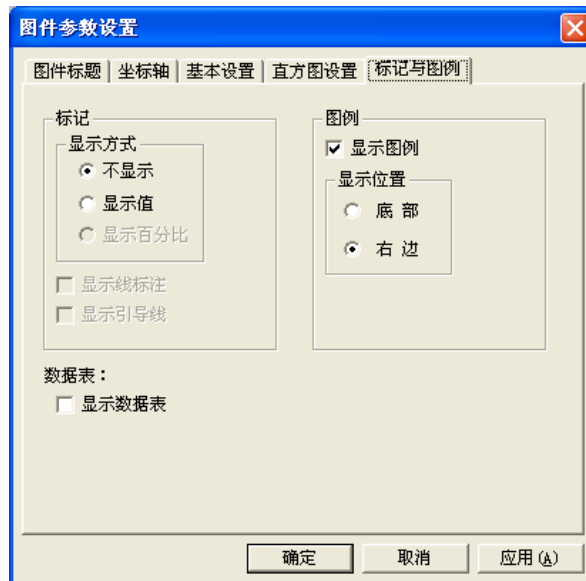 图件参数设置
图件标题 坐标轴 基本设置 直方图设置 标记与图例
标记
显示方式
不显示
显示值
显示百分比
显示线标注
显示引导线
图例
显示图例
显示位置
底 部
右 边
数据表：
显示数据表
确定 取消 应用(A)